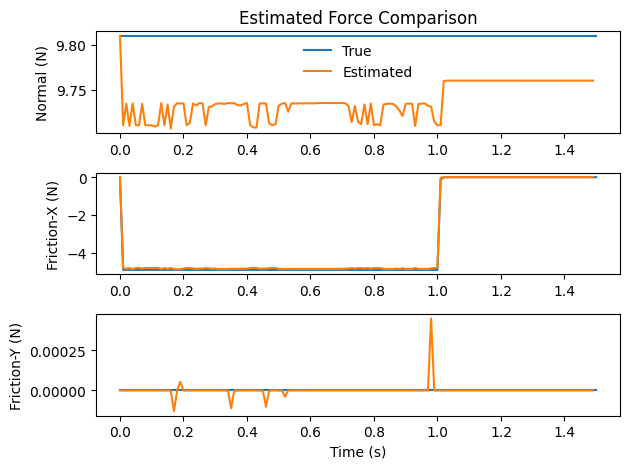 Estimated Force Comparison
Normal (N)
9.80
9.75
True
Estimated
0.0 0.2 0.4 0.6 0.8 1.0 1.2 1.4
Friction-X (N)
0
−2
−4
0.0 0.2 0.4 0.6 0.8 1.0 1.2 1.4
Friction-Y (N)
0.00025
0.00000
0.0 0.2 0.4 0.6 0.8 1.0 1.2 1.4
Time (s)